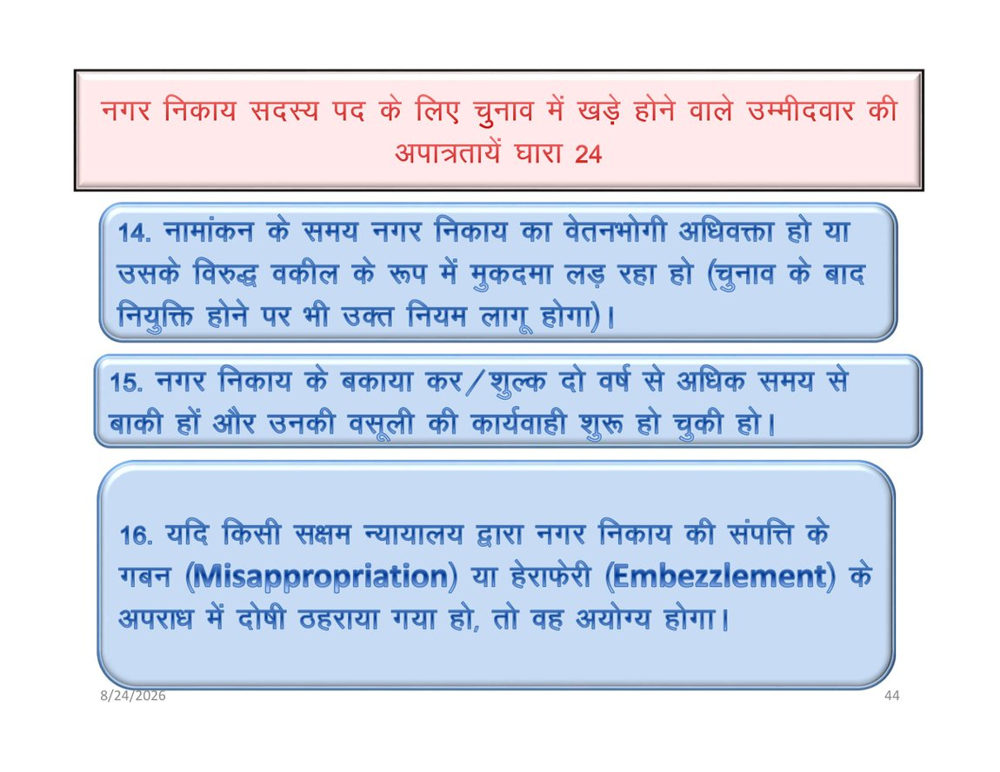 नगर निकाय सदस्य पद के लिए चुनाव में खड़े होने वाले उम्मीदवार की
अपात्रतायें घारा 24
14. नामांकन के समय नगर निकाय का वेतनभोगी अधिवक्ता हो या
उसके विरुद्ध वकील के रूप में मुकदमा लड़ रहा हो (चुनाव के बाद
नियुक्ति होने पर भी उक्त नियम लागू होगा)।
15. नगर निकाय के बकाया कर/शुल्क दो वर्ष से अधिक समय से
बाकी हों और उनकी वसूली की कार्यवाही शुरू हो चुकी हो।
16. यदि किसी सक्षम न्यायालय द्वारा नगर निकाय की संपत्ति के
गबन (Misappropriation) या हेराफेरी (Embezzlement) के
अपराध में दोषी ठहराया गया हो, तो वह अयोग्य होगा।
8/24/2026
44